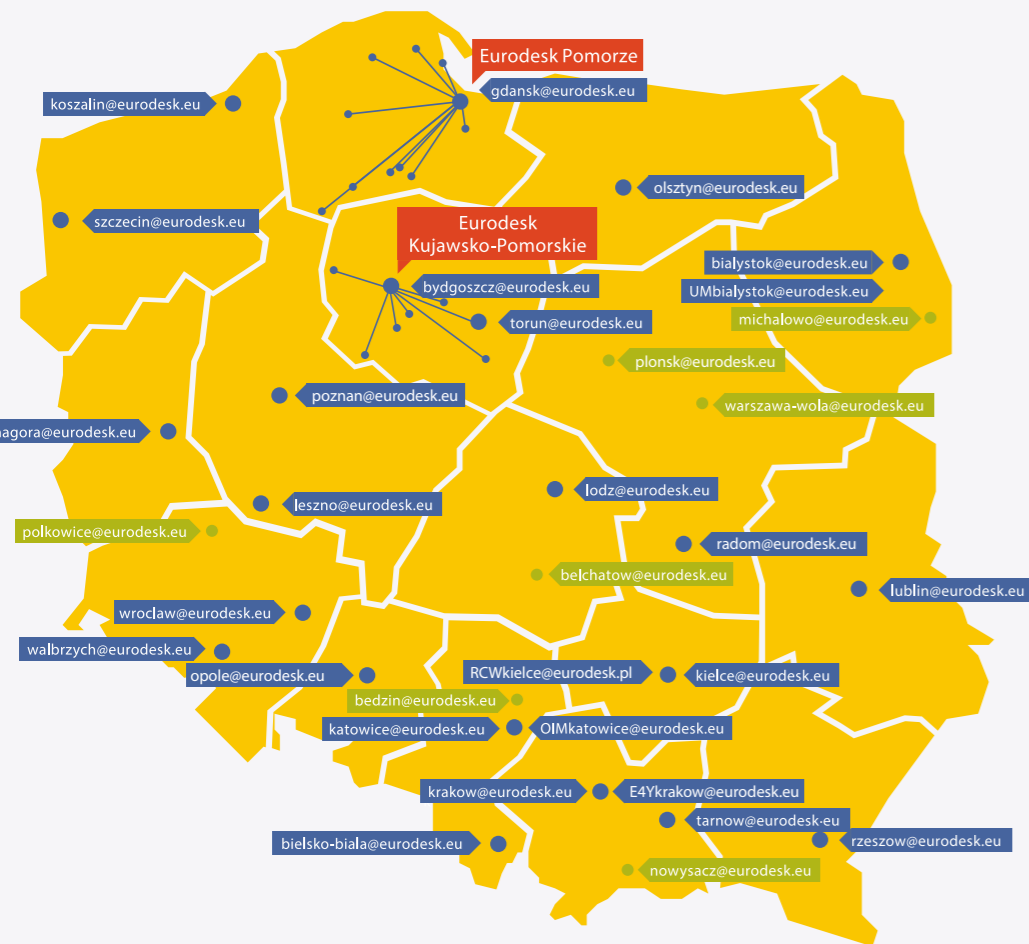 Eurodesk Pomorze
gdansk@eurodesk.eu
koszalin@eurodesk.eu
olsztyn@eurodesk.eu
szczecin@eurodesk.eu
Eurodesk
Kujawsko-Pomorskie
bialystok@eurodesk.eu
bydgoszcz@eurodesk.eu
UMbialystok@eurodesk.eu
torun@eurodesk.eu
michalowo@eurodesk.eu
plonsk@eurodesk.eu
poznan@eurodesk.eu
warszawa-wola@eurodesk.eu
agora@eurodesk.eu
lodz@eurodesk.eu
leszno@eurodesk.eu
polkowice@eurodesk.eu
radom@eurodesk.eu
belchatow@eurodesk.eu
lublin@eurodesk.eu
wroclaw@eurodesk.eu
walbrzych@eurodesk.eu
opole@eurodesk.eu
RCWkielce@eurodesk.pl
kielce@eurodesk.eu
bedzin@eurodesk.eu
katowice@eurodesk.eu
OIMkatowice@eurodesk.eu
krakow@eurodesk.eu
E4Ykrakow@eurodesk.eu
tarnow@eurodesk-eu
bielsko-biala@eurodesk.eu
rzeszow@eurodesk.eu
nowysacz@eurodesk.eu